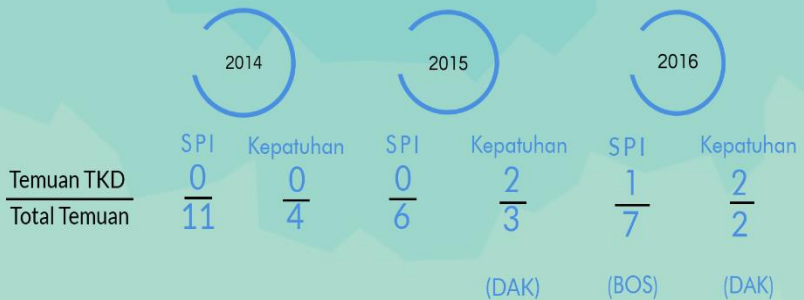 2014 2015 2016
SPI Kepatuhan SPI Kepatuhan SPI Kepatuhan
Temuan TKD 0 0 0 2 1 2
Total Temuan 11 4 6 3 7 2
(DAK) (BOS) (DAK)